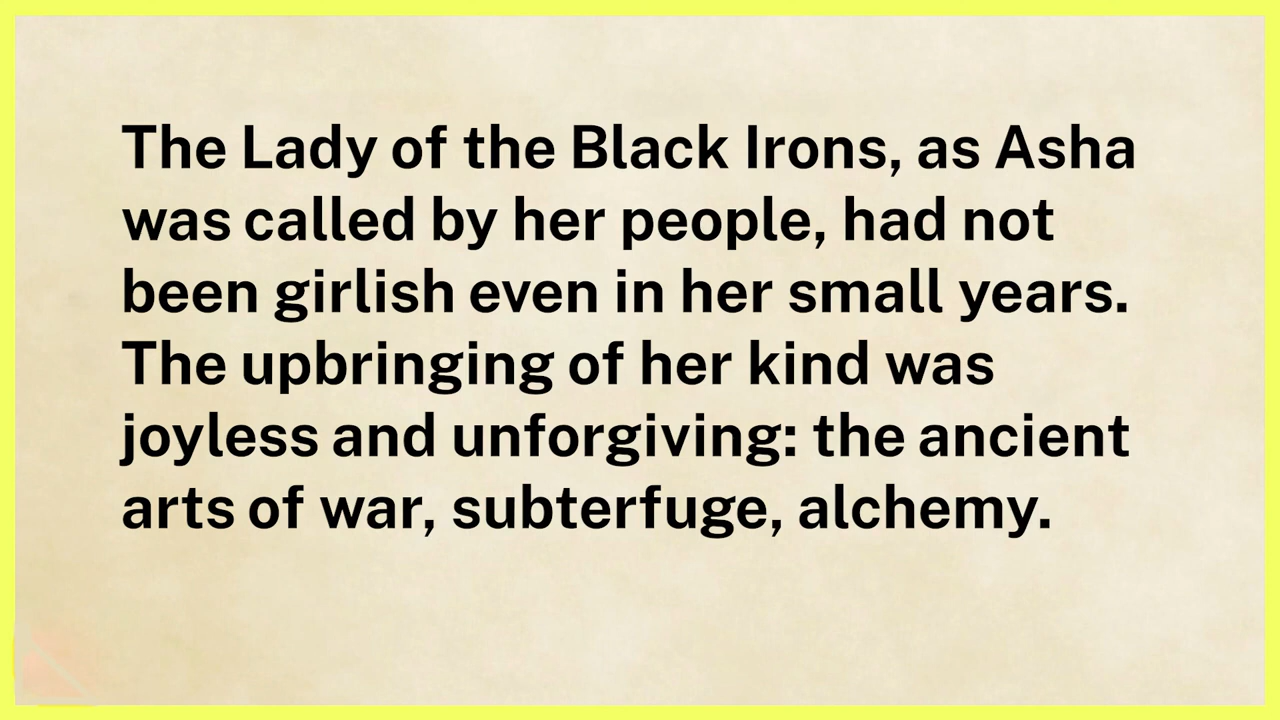 The Lady of the Black Irons, as Asha
was called by her people, had not
been girlish even in her small years.
The upbringing of her kind was
joyless and unforgiving: the ancient
arts of war, subterfuge, alchemy.